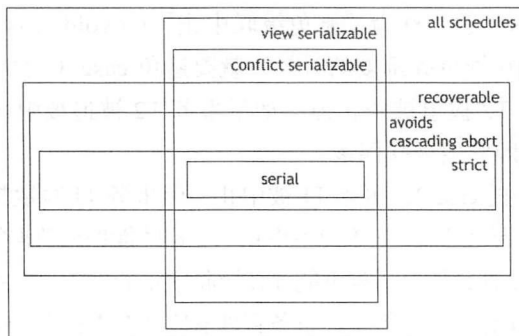 all schedules
view serializable
conflict serializable
recoverable
avoids
cascading abort
strict
serial